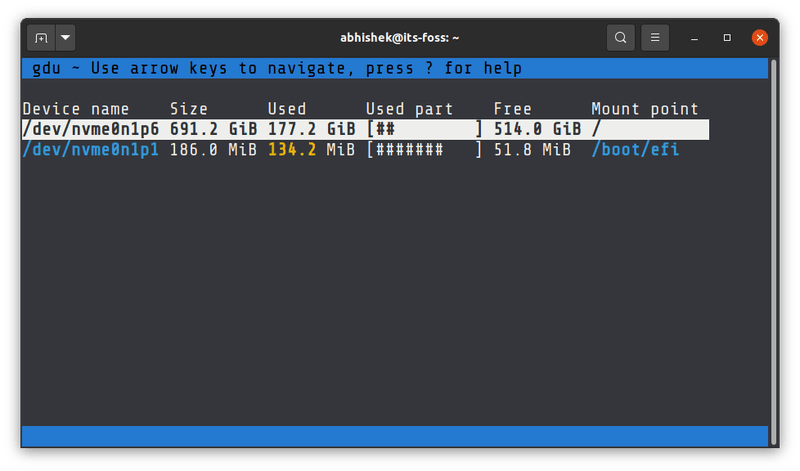 abhishek@its-foss: ~
gdu ~ Use arrow keys to navigate, press ? for help
Device name Size Used Used part Free Mount point
/dev/nvme0n1p6 691.2 GiB 177.2 GiB [## ] 514.0 GiB /
/dev/nvme0n1p1 186.0 MiB 134.2 MiB [####### ] 51.8 MiB /boot/efi